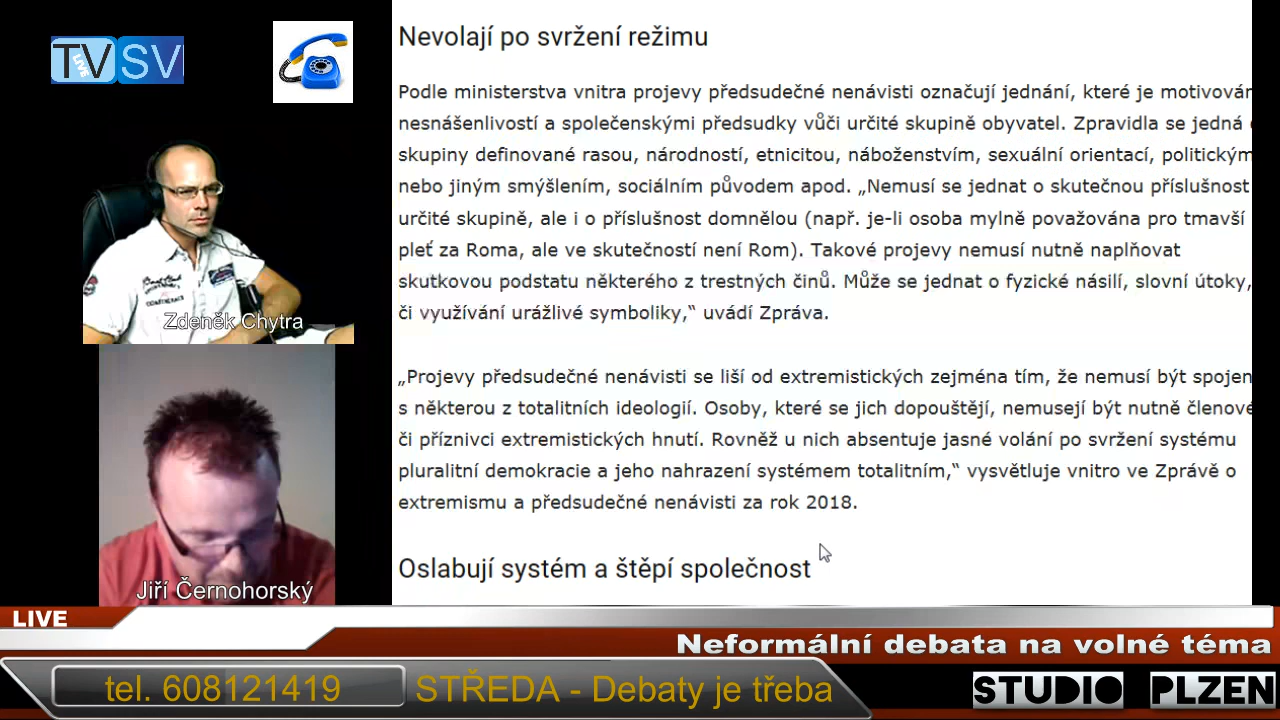 TVSV
LIVE
Nevolají po svržení režimu
Podle ministerstva vnitra projevy předsudečné nenávisti označují jednání, které je motivován
nesnášenlivostí a společenskými předsudky vůči určité skupině obyvatel. Zpravidla se jedná
skupiny definované rasou, národností, etnicitou, náboženstvím, sexuální orientací, politickým
nebo jiným smýšlením, sociálním původem apod. „Nemusí se jednat o skutečnou příslušnost
určité skupině, ale i o příslušnost domnělou (např. je-li osoba mylně považována pro tmavší
pleť za Roma, ale ve skutečností není Rom). Takové projevy nemusí nutně naplňovat
skutkovou podstatu některého z trestných činů. Může se jednat o fyzické násilí, slovní útoky,
či využívání urážlivé symboliky,“ uvádí Zpráva.
„Projevy předsudečné nenávisti se liší od extremistických zejména tím, že nemusí být spojen
s některou z totalitních ideologií. Osoby, které se jich dopouštějí, nemusejí být nutně členové
či příznivci extremistických hnutí. Rovněž u nich absentuje jasné volání po svržení systému
pluralitní demokracie a jeho nahrazení systémem totalitním,“ vysvětluje vnitro ve Zprávě o
extremismu a předsudečné nenávisti za rok 2018.
Oslabují systém a štěpí společnost
Zdeněk Chytra
Jiří Černohorský
LIVE
Neformální debata na volné téma
tel. 608121419
STŘEDA - Debaty je třeba
STUDIO PLZEN